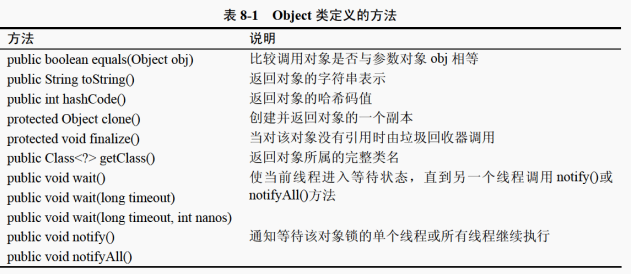 表 8-1 Object 类定义的方法
方法 说明
public boolean equals(Object obj) 比较调用对象是否与参数对象 obj 相等
public String toString() 返回对象的字符串表示
public int hashCode() 返回对象的哈希码值
protected Object clone() 创建并返回对象的一个副本
protected void finalize() 当对该对象没有引用时由垃圾回收器调用
public Class<?> getClass() 返回对象所属的完整类名
public void wait() 使当前线程进入等待状态，直到另一个线程调用 notify()或
public void wait(long timeout) notifyAll()方法
public void wait(long timeout, int nanos)
public void notify() 通知等待该对象锁的单个线程或所有线程继续执行
public void notifyAll()